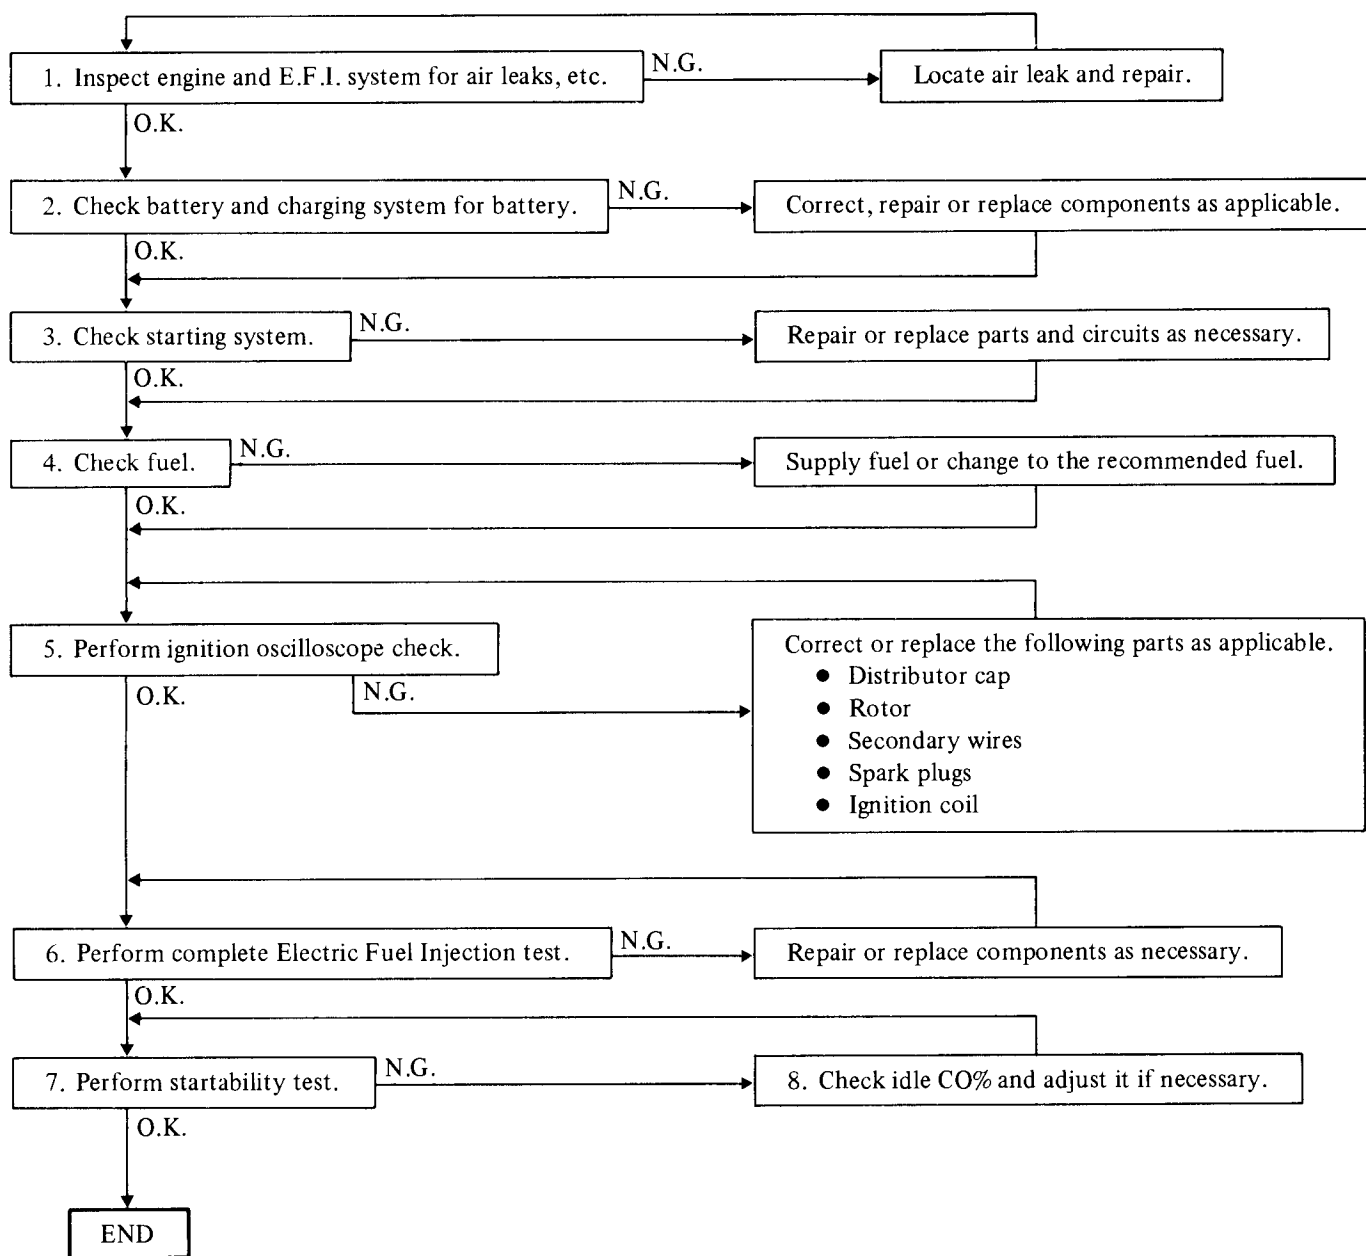 1. Inspect engine and E.F.I. system for air leaks, etc.
N.G.
Locate air leak and repair.
O.K.
2. Check battery and charging system for battery.
N.G.
Correct, repair or replace components as applicable.
O.K.
3. Check starting system.
N.G.
Repair or replace parts and circuits as necessary.
O.K.
4. Check fuel.
N.G.
Supply fuel or change to the recommended fuel.
O.K.
5. Perform ignition oscilloscope check.
O.K.
N.G.
Correct or replace the following parts as applicable.
● Distributor cap
● Rotor
● Secondary wires
● Spark plugs
● Ignition coil
6. Perform complete Electric Fuel Injection test.
N.G.
Repair or replace components as necessary.
O.K.
7. Perform startability test.
N.G.
8. Check idle CO% and adjust it if necessary.
O.K.
END